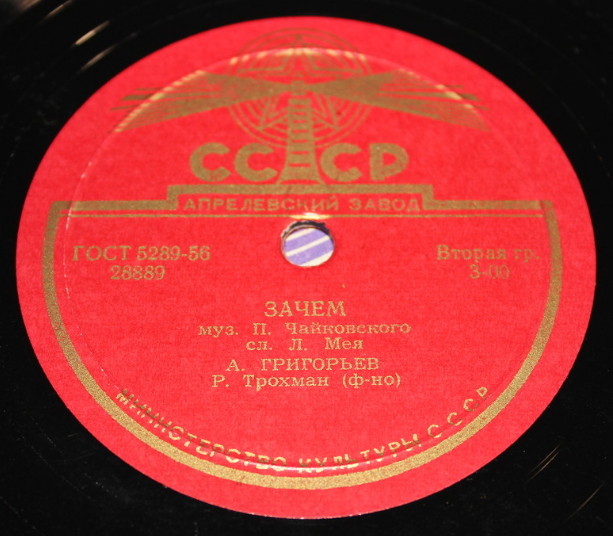 СССР
АПРЕЛЕВСКИЙ ЗАВОД
ГОСТ 5289-56
28889
Вторая гр.
3-00
ЗАЧЕМ
муз. П. Чайковского
сл. Л. Мея
А. ГРИГОРЬЕВ
Р. Трохман (ф-но)
МИНИСТЕРСТВО КУЛЬТУРЫ СССР